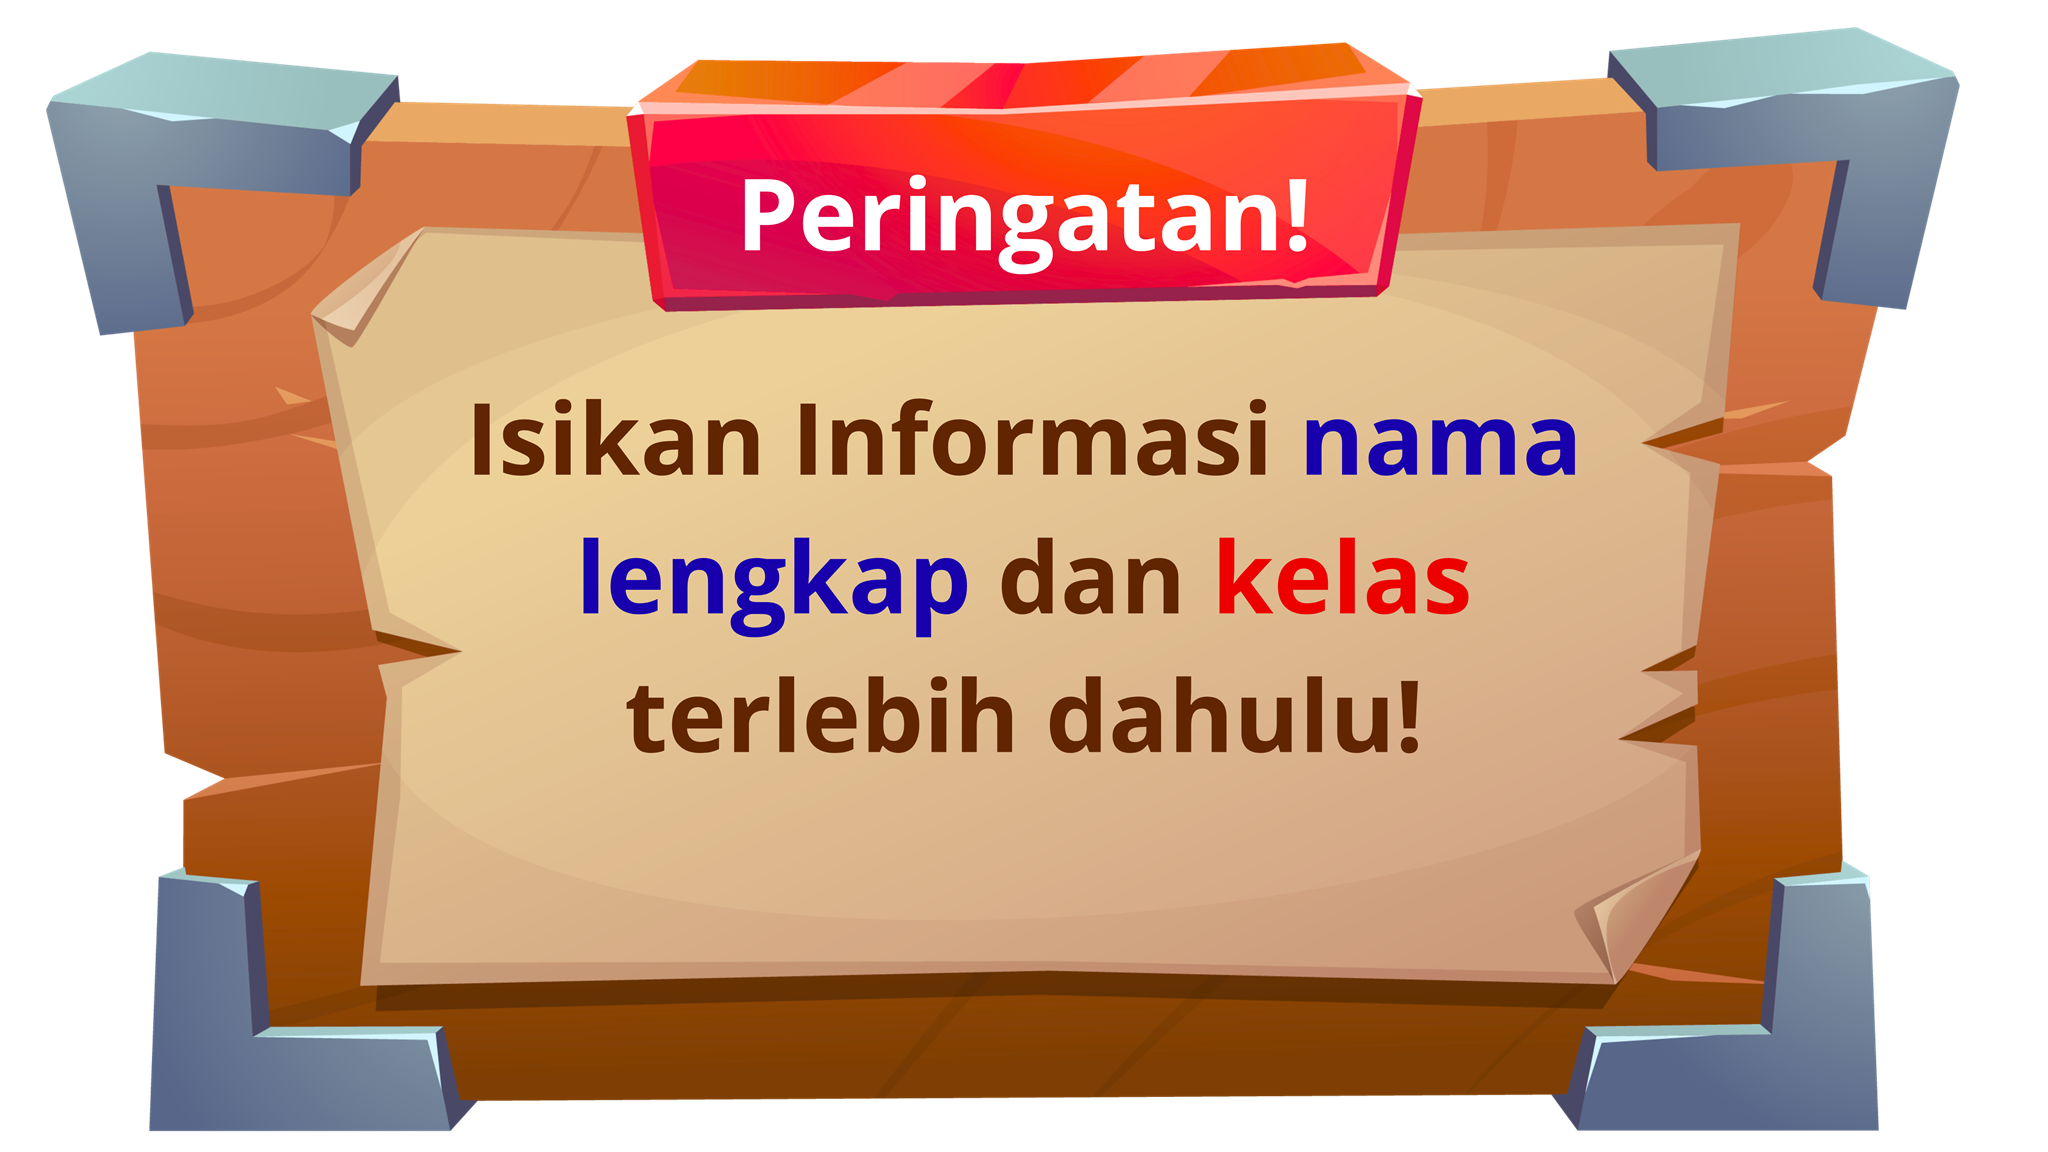 Peringatan!
Isikan Informasi nama
lengkap dan kelas
terlebih dahulu!